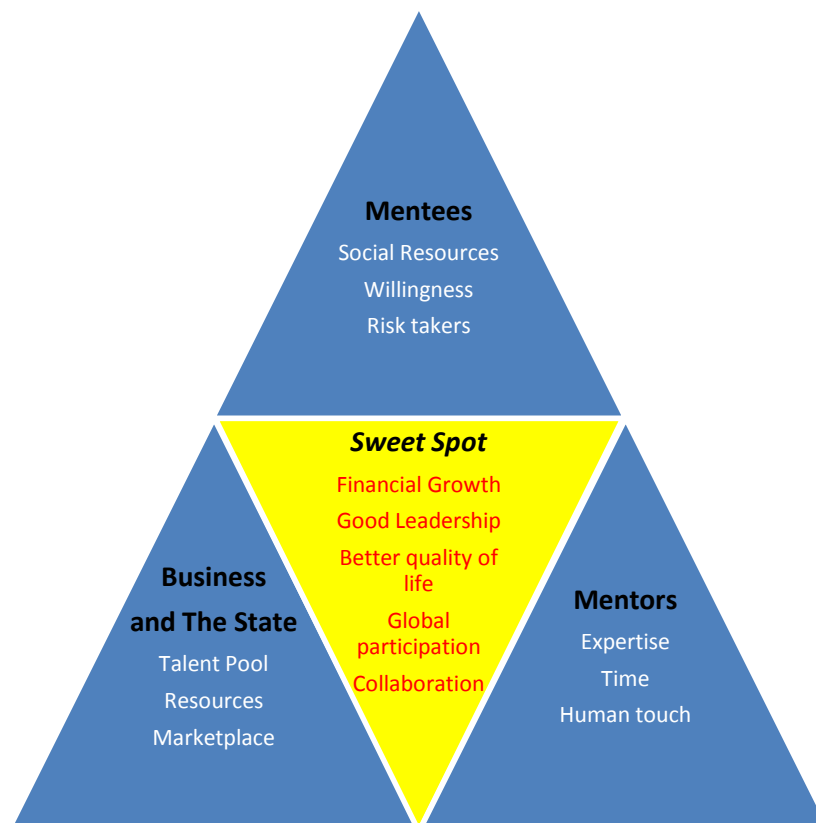 Mentees
Social Resources
Willingness
Risk takers
Sweet Spot
Financial Growth
Good Leadership
Better quality of
life
Global
participation
Collaboration
Business
and The State
Talent Pool
Resources
Marketplace
Mentors
Expertise
Time
Human touch